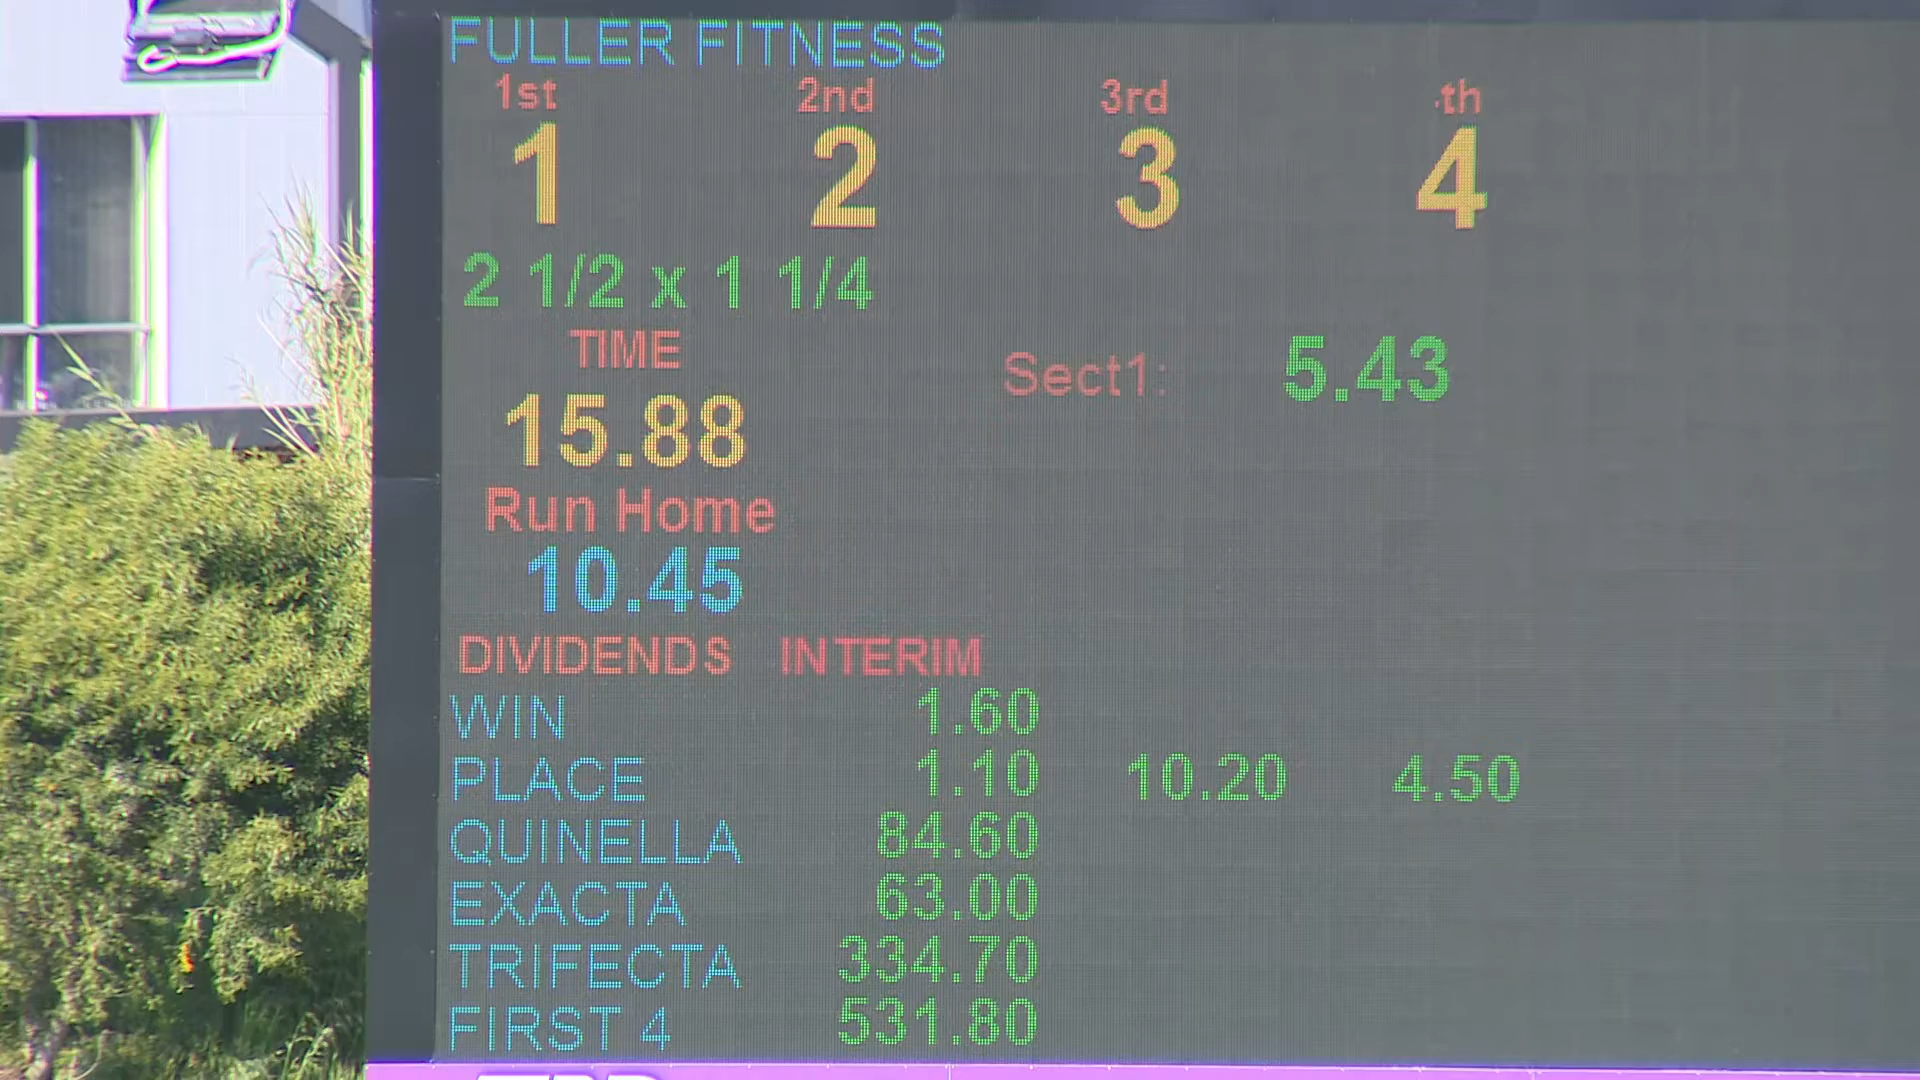 FULLER FITNESS
1st 2nd 3rd th
1 2 3 4
2 1/2 x 1 1/4
TIME
Sect1: 5.43
15.88
Run Home
10.45
DIVIDENDS INTERIM
WIN 1.60
PLACE 1.10 10.20 4.50
QUINELLA 84.60
EXACTA 63.00
TRIFECTA 334.70
FIRST 4 531.80